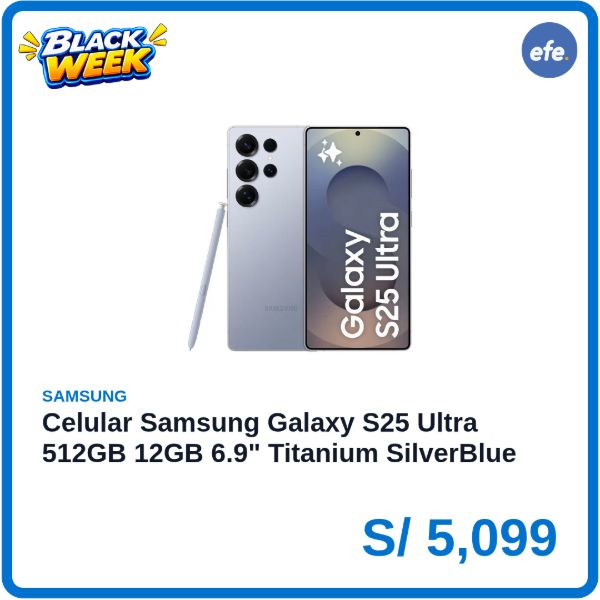 BLACK
WEEK
efe.
Galaxy
S25 Ultra
SAMSUNG
SAMSUNG
Celular Samsung Galaxy S25 Ultra
512GB 12GB 6.9" Titanium SilverBlue
S/ 5,099